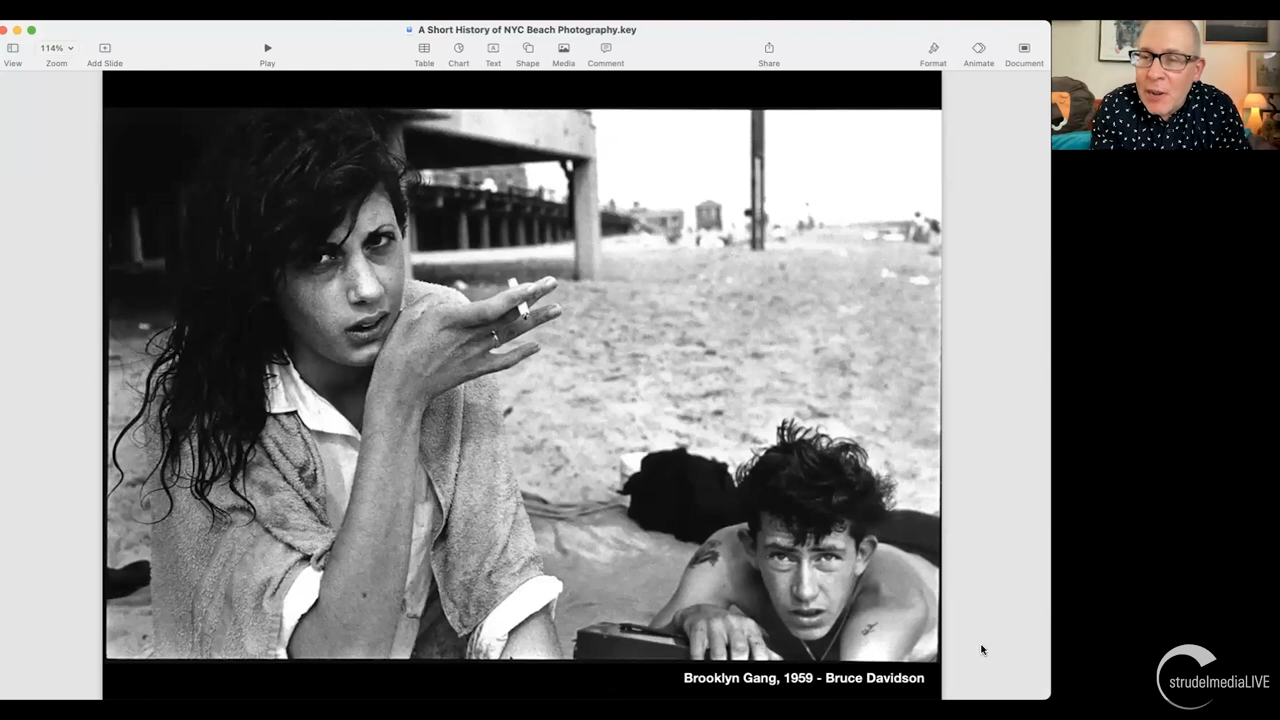 A Short History of NYC Beach Photography.key
114%
View
Zoom
Add Slide
Play
Table
Chart
Text
Shape
Media
Comment
Share
Format
Animate
Document
Brooklyn Gang, 1959 - Bruce Davidson
strudelmediaLIVE